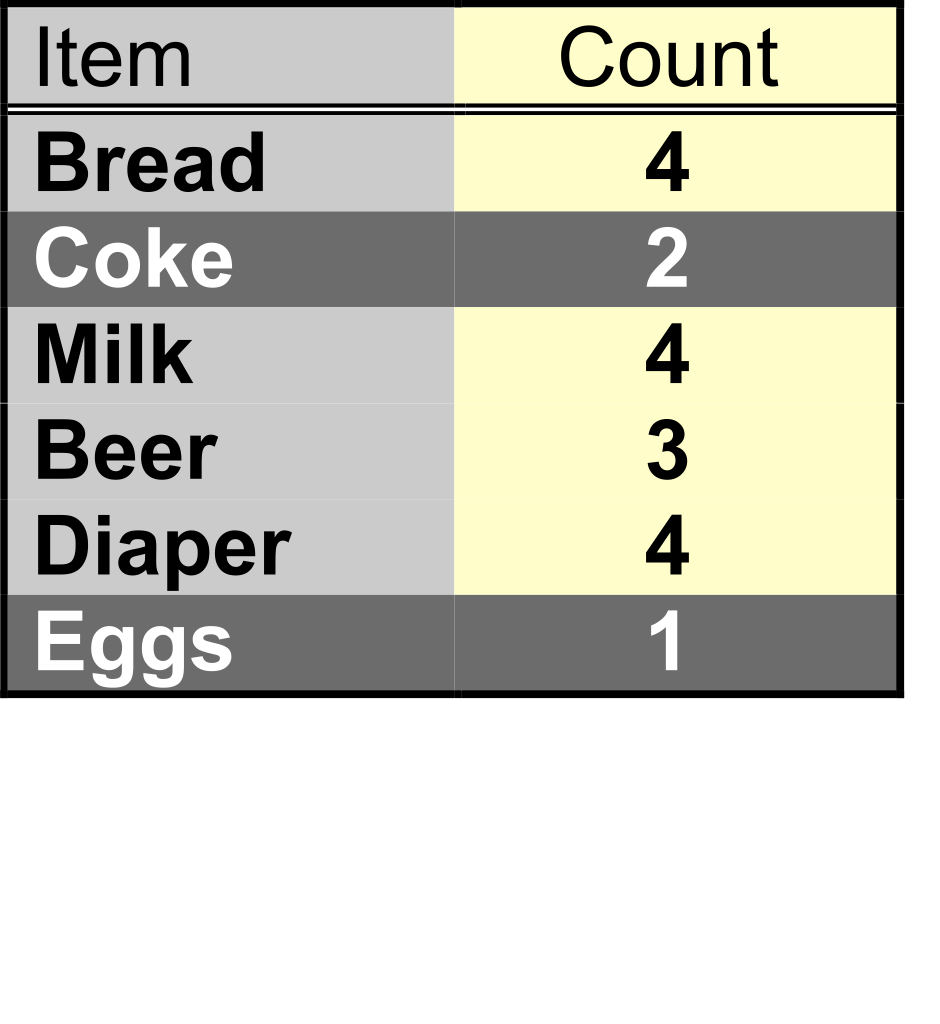 Item Count
Bread 4
Coke 2
Milk 4
Beer 3
Diaper 4
Eggs 1